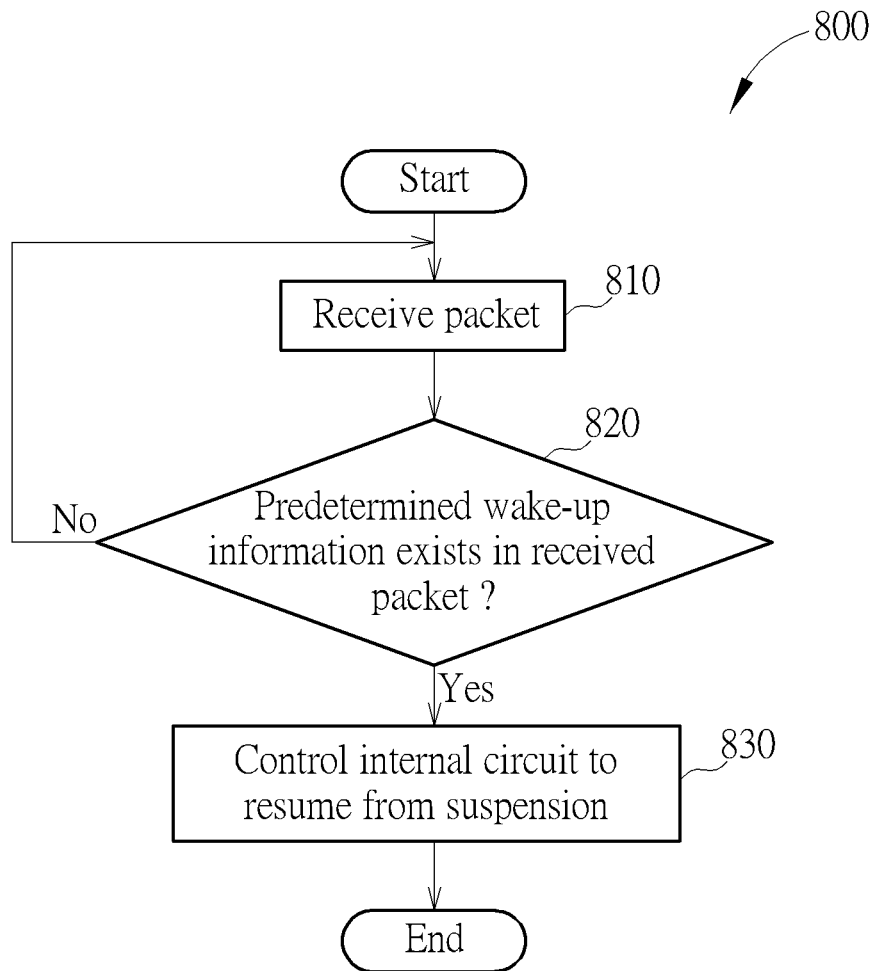 800
Start
810
Receive packet
820
No
Predetermined wake-up
information exists in received
packet ?
Yes
830
Control internal circuit to
resume from suspension
End